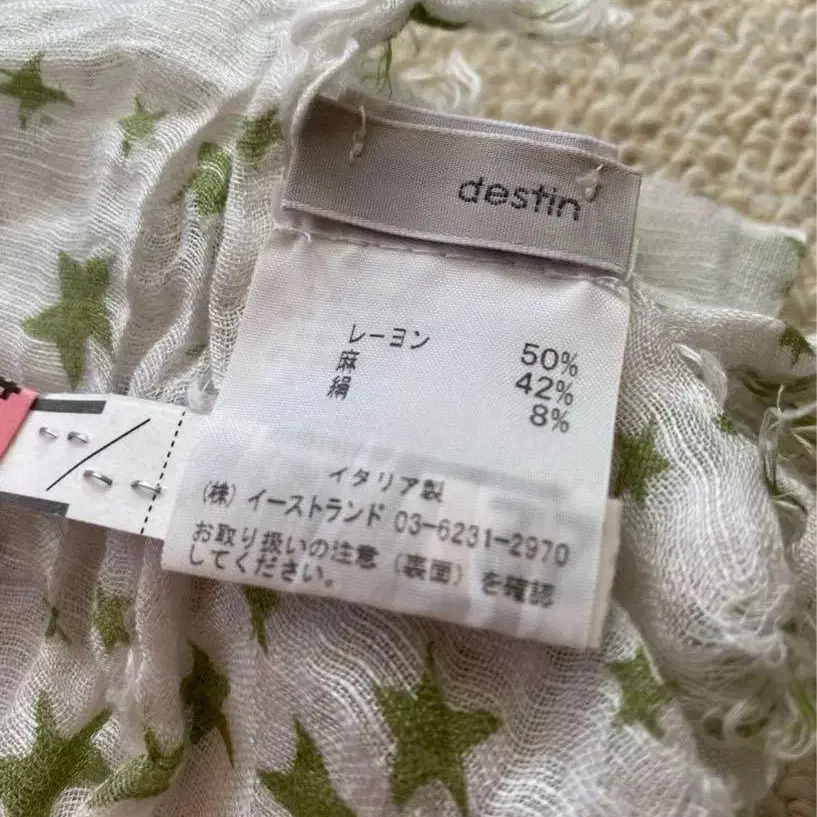 destin
レーヨン 50%
麻 42%
絹 8%
イタリア製
(株) イーストランド 03-6231-2970
お取り扱いの注意 (裏面) を確認
してください。